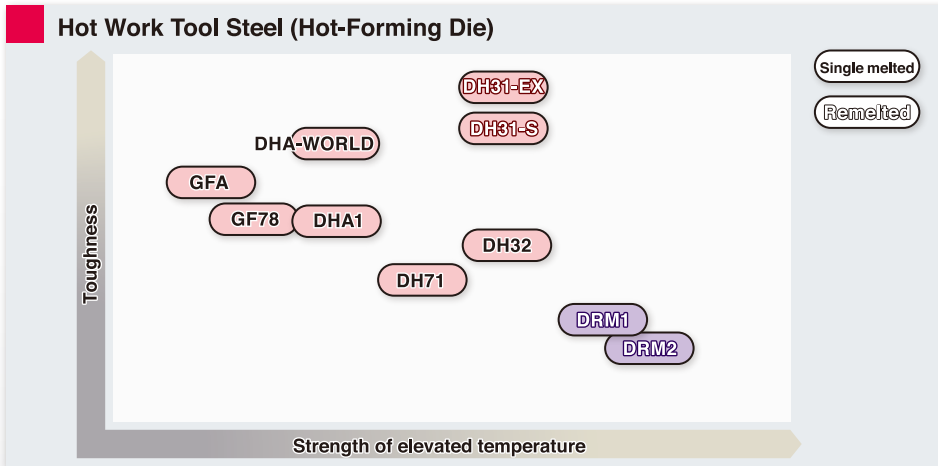 Hot Work Tool Steel (Hot-Forming Die)
Single melted
Remelted
DH31-EX
DH31-S
DHA-WORLD
GFA
GF78
DHA1
DH32
DH71
DRM1
DRM2
Toughness
Strength of elevated temperature